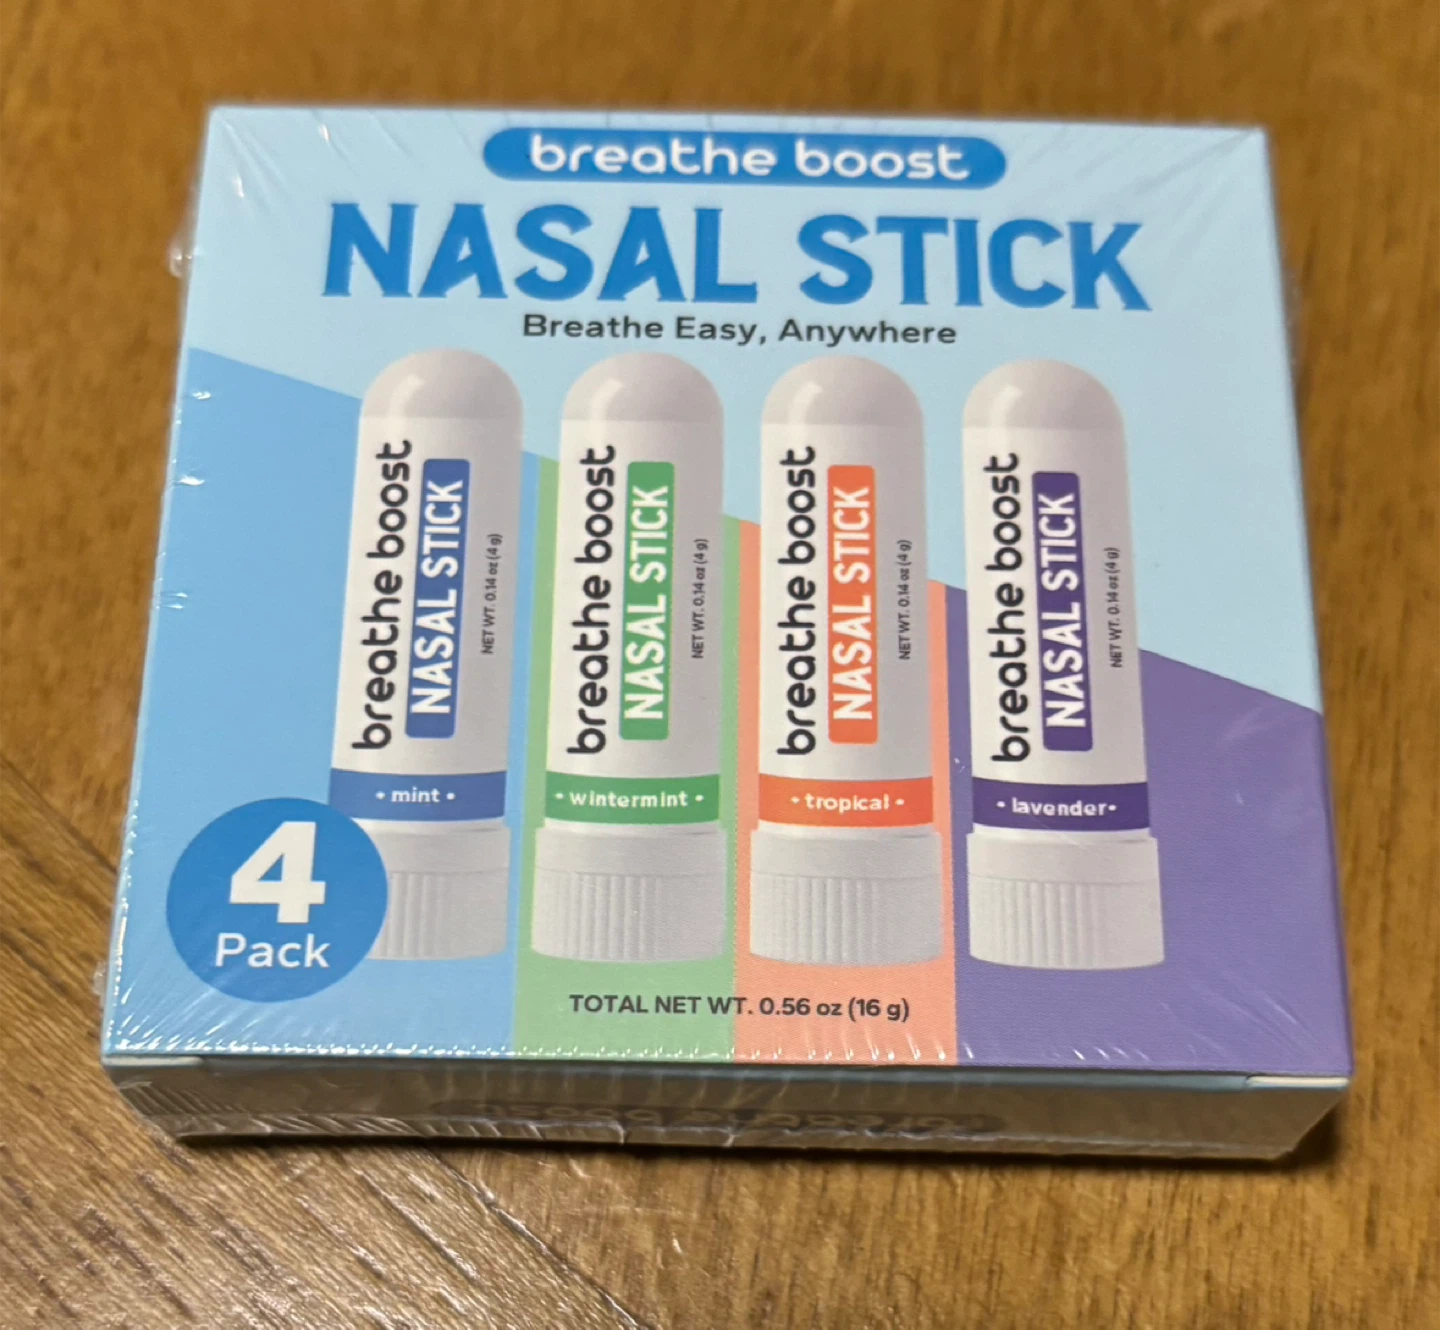 breathe boost
NASAL STICK
Breathe Easy, Anywhere
breathe boost
NASAL STICK
NET WT. 0.14 oz (4 g)
• mint •
breathe boost
NASAL STICK
NET WT. 0.14 oz (4 g)
• wintermint •
breathe boost
NASAL STICK
NET WT. 0.14 oz (4 g)
• tropical •
breathe boost
NASAL STICK
NET WT. 0.14 oz (4 g)
• lavender •
4
Pack
TOTAL NET WT. 0.56 oz (16 g)
breathe boost